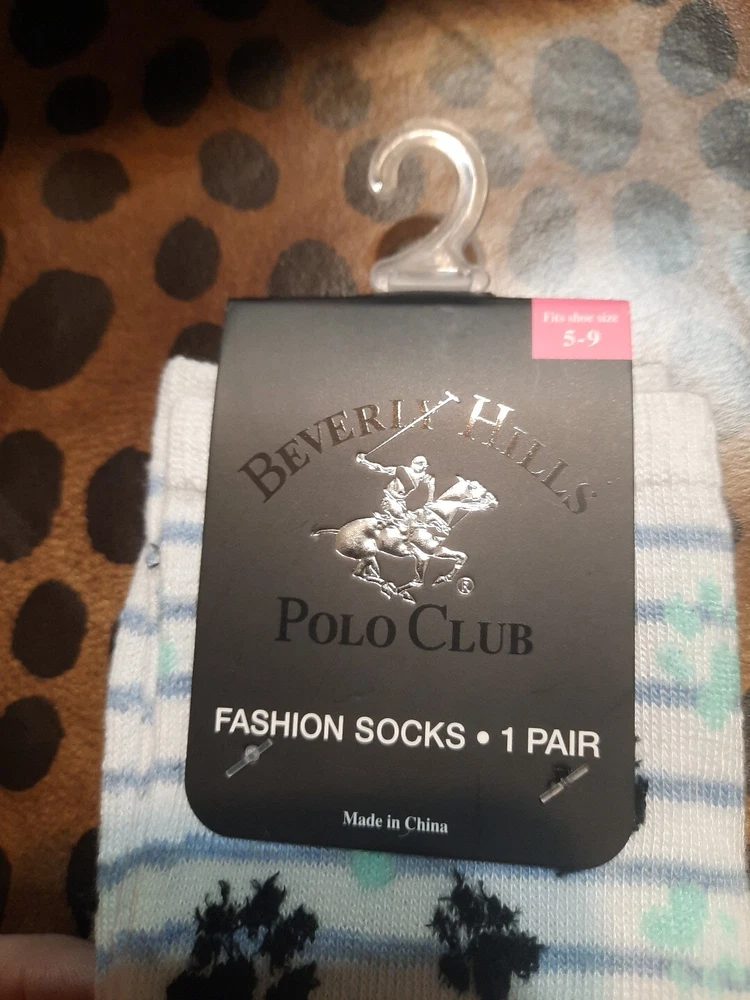 Fits shoe size
5-9
BEVERLY HILLS
®
POLO CLUB
FASHION SOCKS • 1 PAIR
Made in China